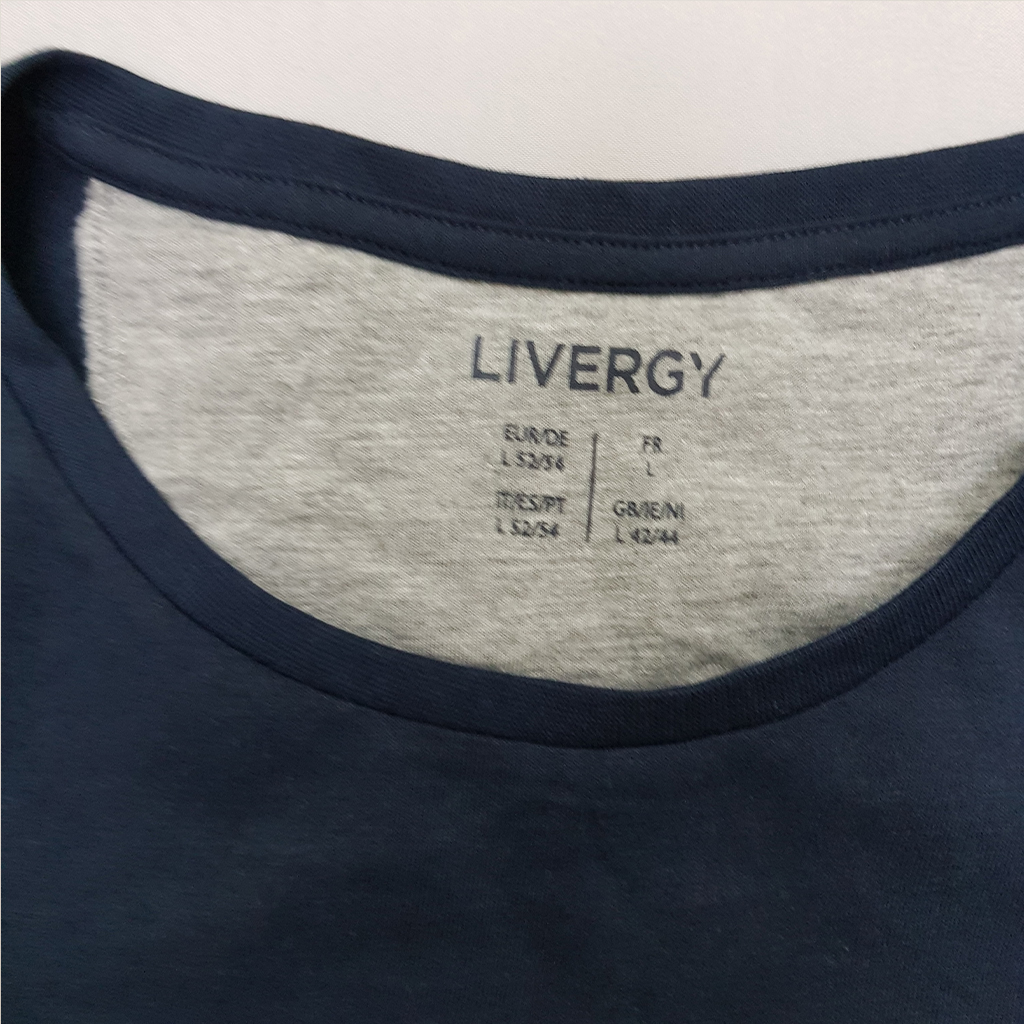 LIVERGY
EUR/DE
L 52/54
FR
L
IT/ES/PT
L 52/54
GB/IE/NI
L 42/44